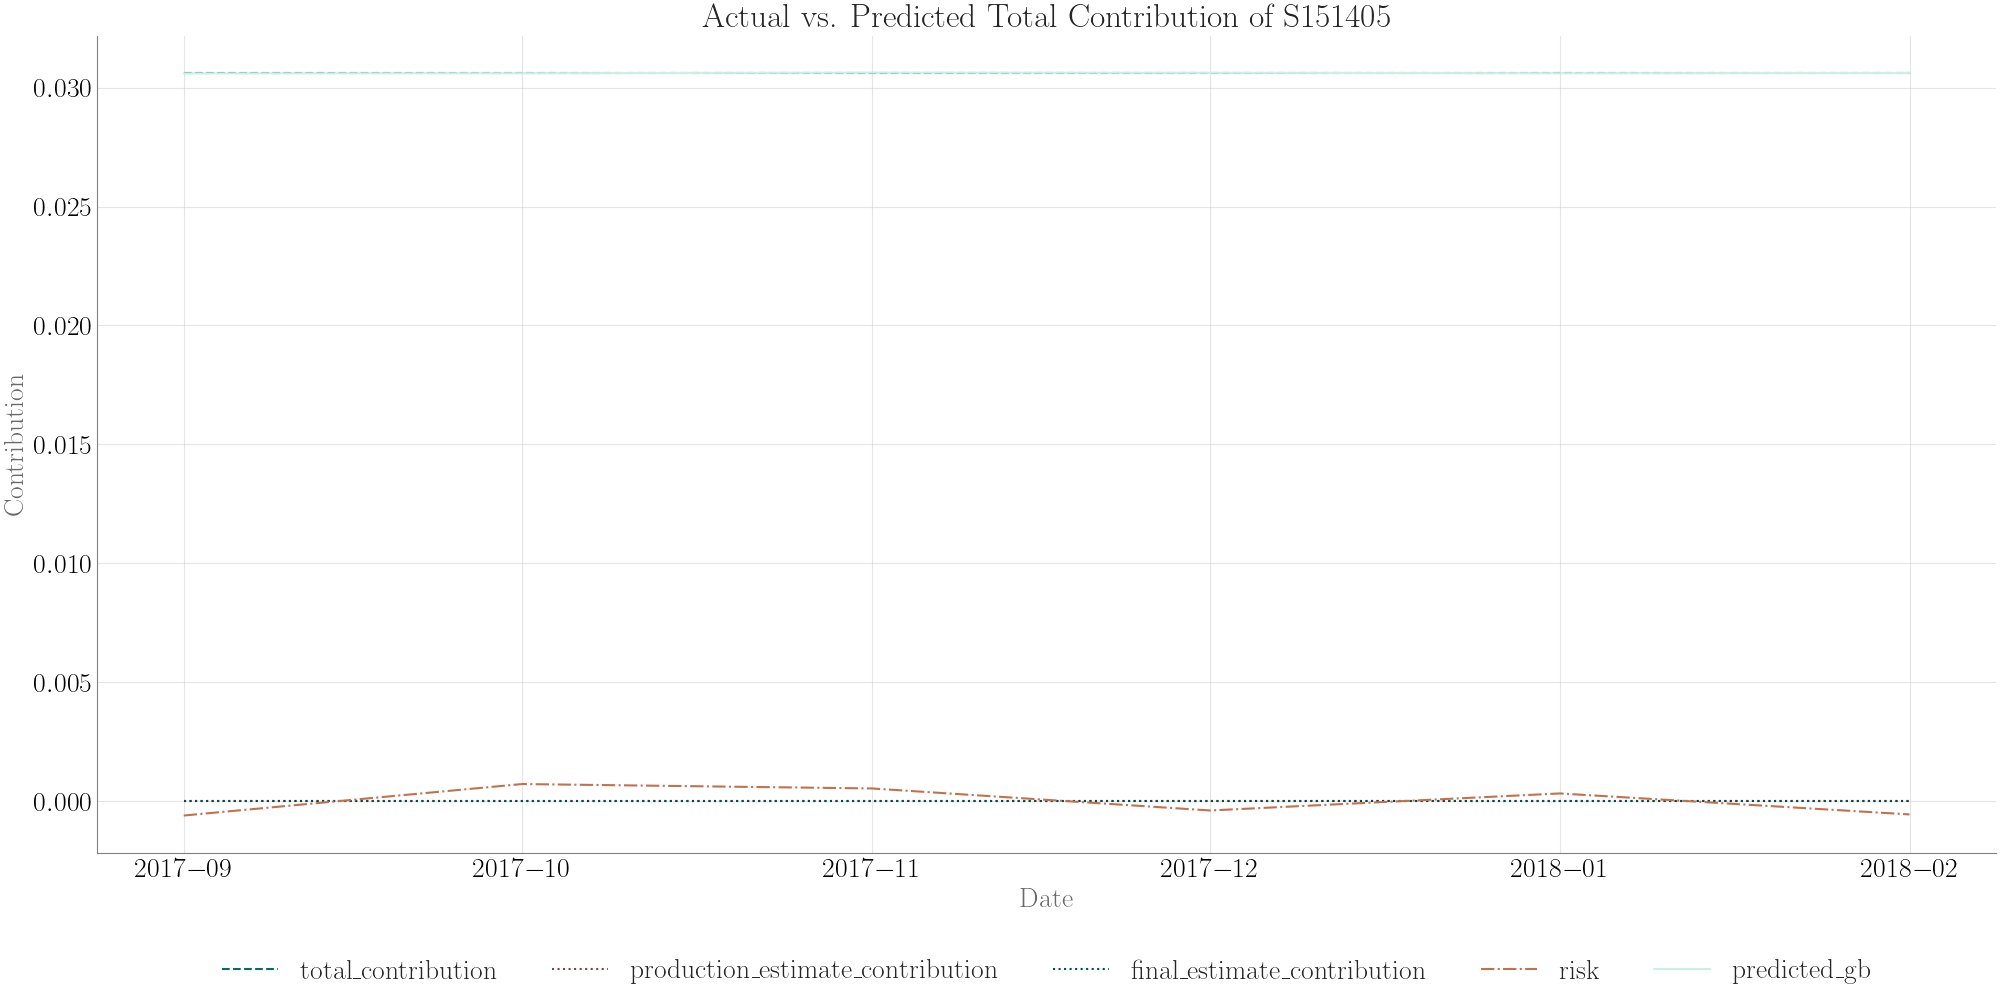 Actual vs. Predicted Total Contribution of S151405
Contribution
0.030
0.025
0.020
0.015
0.010
0.005
0.000
2017−09 2017−10 2017−11 2017−12 2018−01 2018−02
Date
total_contribution production_estimate_contribution final_estimate_contribution risk predicted_gb